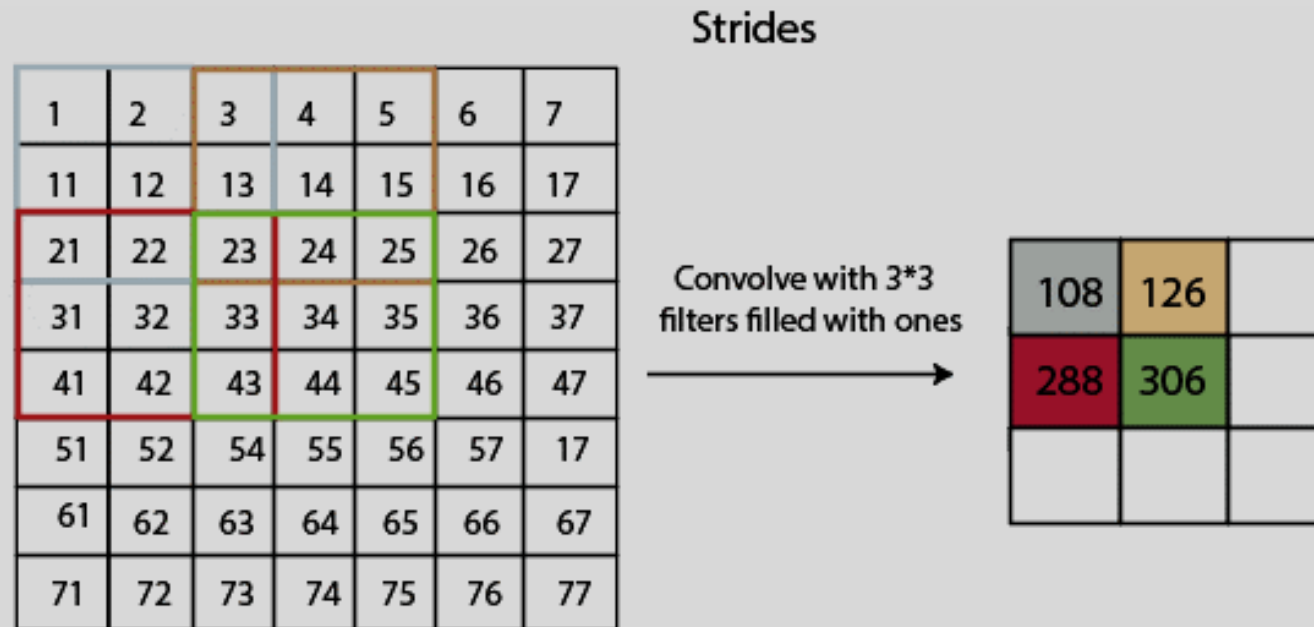 Strides
1 2 3 4 5 6 7
11 12 13 14 15 16 17
21 22 23 24 25 26 27
31 32 33 34 35 36 37
41 42 43 44 45 46 47
51 52 54 55 56 57 17
61 62 63 64 65 66 67
71 72 73 74 75 76 77
Convolve with 3*3
filters filled with ones
108 126
288 306